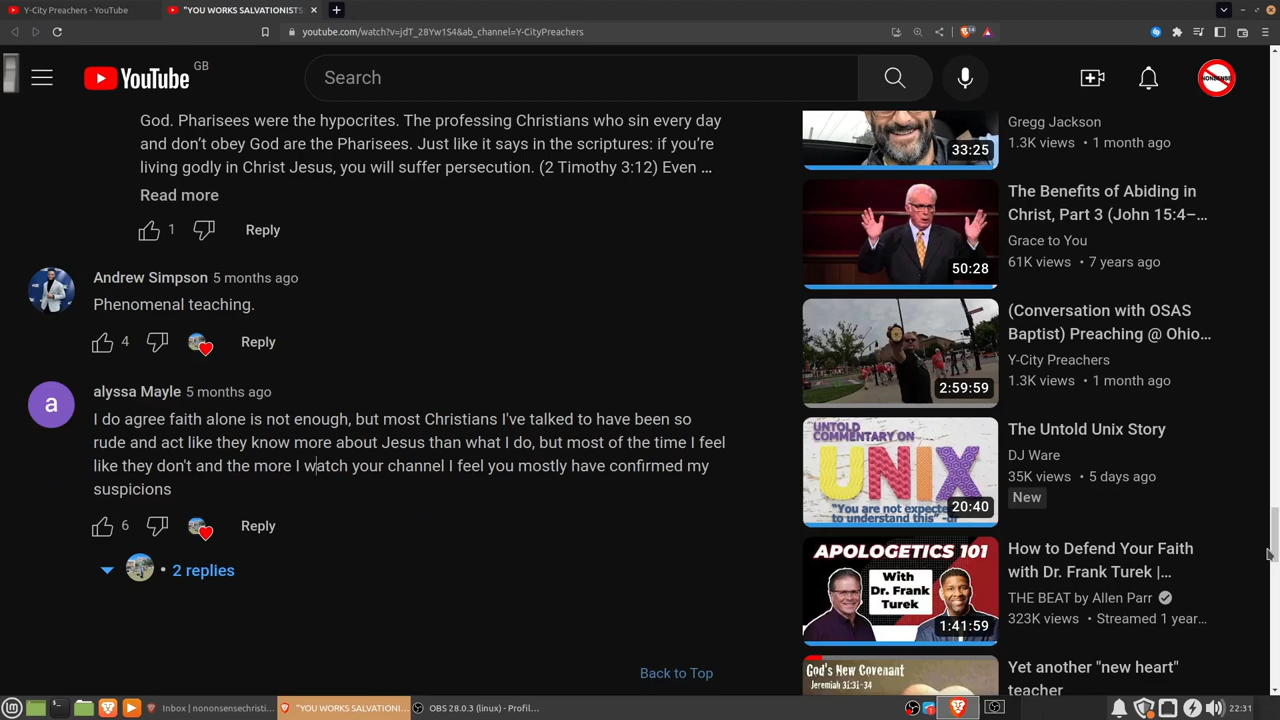 Y-City Preachers - YouTube
"YOU WORKS SALVATIONISTS
youtube.com/watch?v=jdT_28Yw1S4&ab_channel=Y-CityPreachers
14
YouTube
GB
Search
NONSENSE
God. Pharisees were the hypocrites. The professing Christians who sin every day
and don't obey God are the Pharisees. Just like it says in the scriptures: if you're
living godly in Christ Jesus, you will suffer persecution. (2 Timothy 3:12) Even ...
Read more
1
Reply
Andrew Simpson 5 months ago
Phenomenal teaching.
4
Reply
alyssa Mayle 5 months ago
I do agree faith alone is not enough, but most Christians I've talked to have been so
rude and act like they know more about Jesus than what I do, but most of the time I feel
like they don't and the more I watch your channel I feel you mostly have confirmed my
suspicions
6
Reply
a
• 2 replies
Back to Top
33:25
Gregg Jackson
1.3K views • 1 month ago
50:28
The Benefits of Abiding in
Christ, Part 3 (John 15:4–...
Grace to You
61K views • 7 years ago
2:59:59
(Conversation with OSAS
Baptist) Preaching @ Ohio...
Y-City Preachers
1.3K views • 1 month ago
UNTOLD
COMMENTARY ON
UNIX
"You are not expected
to understand this" -dr
20:40
The Untold Unix Story
DJ Ware
35K views • 5 days ago
New
APOLOGETICS 101
With
Dr. Frank
Turek
1:41:59
How to Defend Your Faith
with Dr. Frank Turek |...
THE BEAT by Allen Parr
323K views • Streamed 1 year...
God's New Covenant
Jeremiah 31:31-34
Yet another "new heart"
teacher
Inbox | nononsensechristi...
"YOU WORKS SALVATIONI...
OBS 28.0.3 (linux) - Profil...
22:31